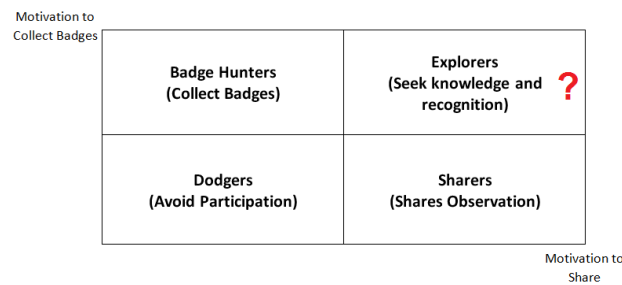 Motivation to
Collect Badges
Badge Hunters
(Collect Badges)
Explorers
(Seek knowledge and
recognition)
?
Dodgers
(Avoid Participation)
Sharers
(Shares Observation)
Motivation to
Share